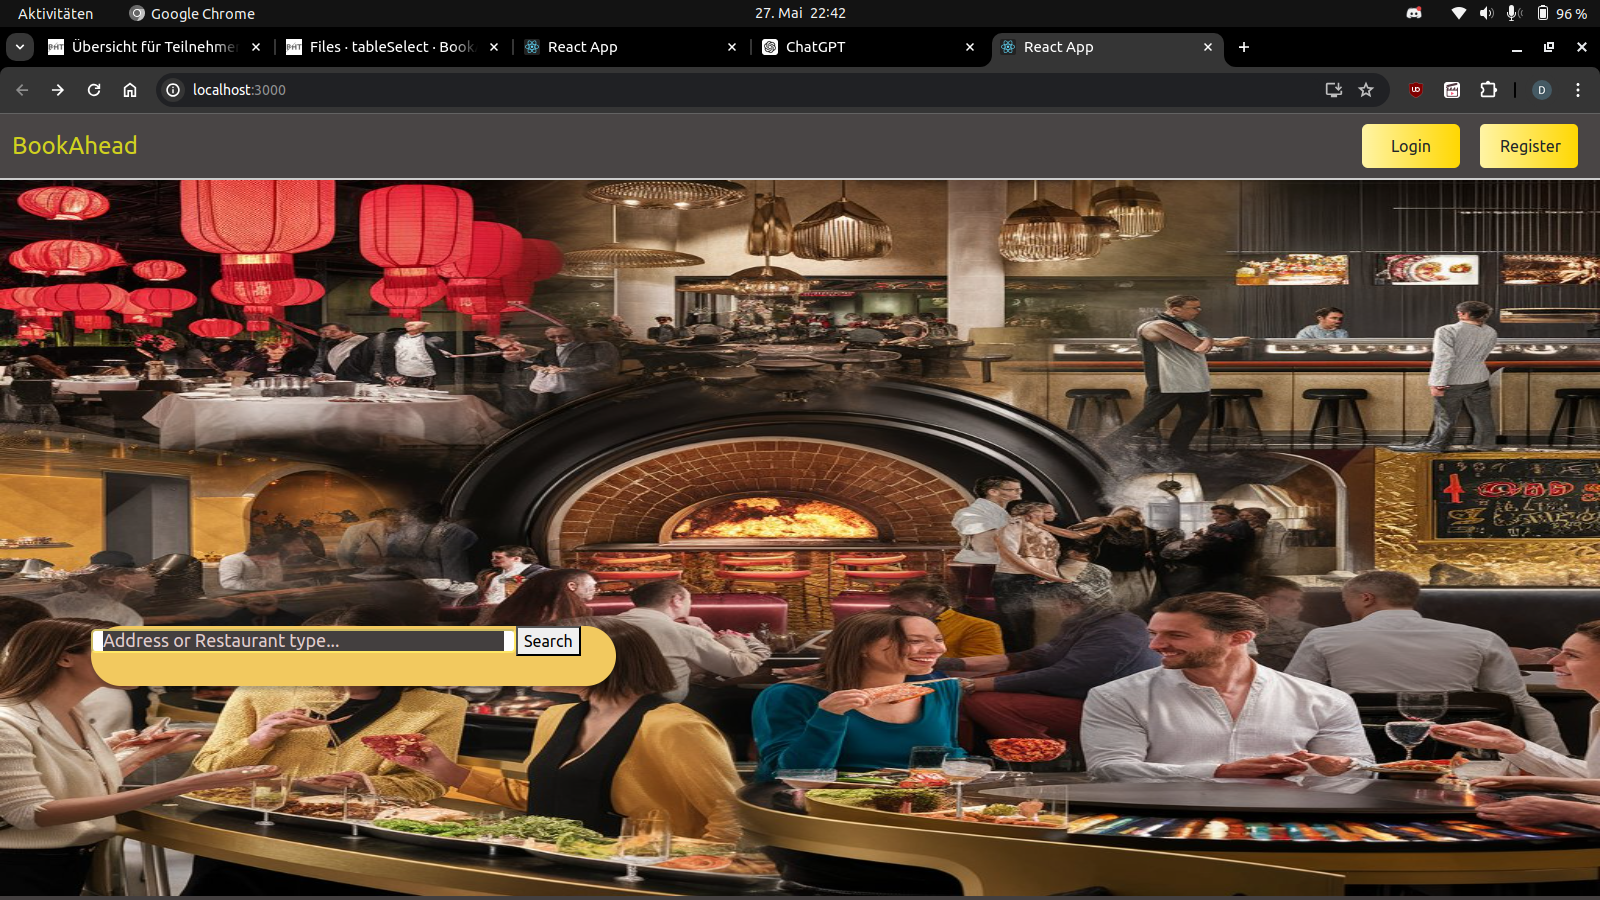 Aktivitäten
Google Chrome
27. Mai 22:42
96 %
Übersicht für Teilnehmer
Files · tableSelect · Book
React App
ChatGPT
React App
localhost:3000
D
BookAhead
Login
Register
Address or Restaurant type...
Search